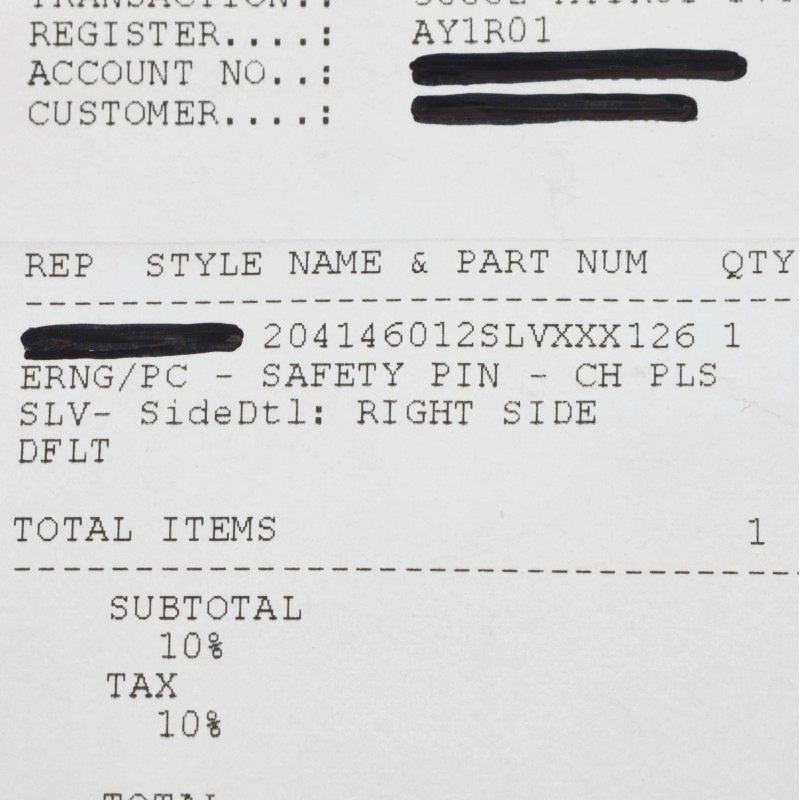 REGISTER....: AY1R01
ACCOUNT NO..:
CUSTOMER....:
REP STYLE NAME & PART NUM QTY
204146012SLVXXX126 1
ERNG/PC - SAFETY PIN - CH PLS
SLV- SideDtl: RIGHT SIDE
DFLT
TOTAL ITEMS 1
SUBTOTAL
10%
TAX
10%
TOTAL